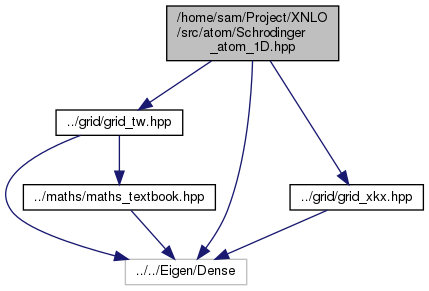 /home/sam/Project/XNLO
/src/atom/Schrodinger
_atom_1D.hpp
../grid/grid_tw.hpp
../maths/maths_textbook.hpp
../grid/grid_xkx.hpp
../../Eigen/Dense